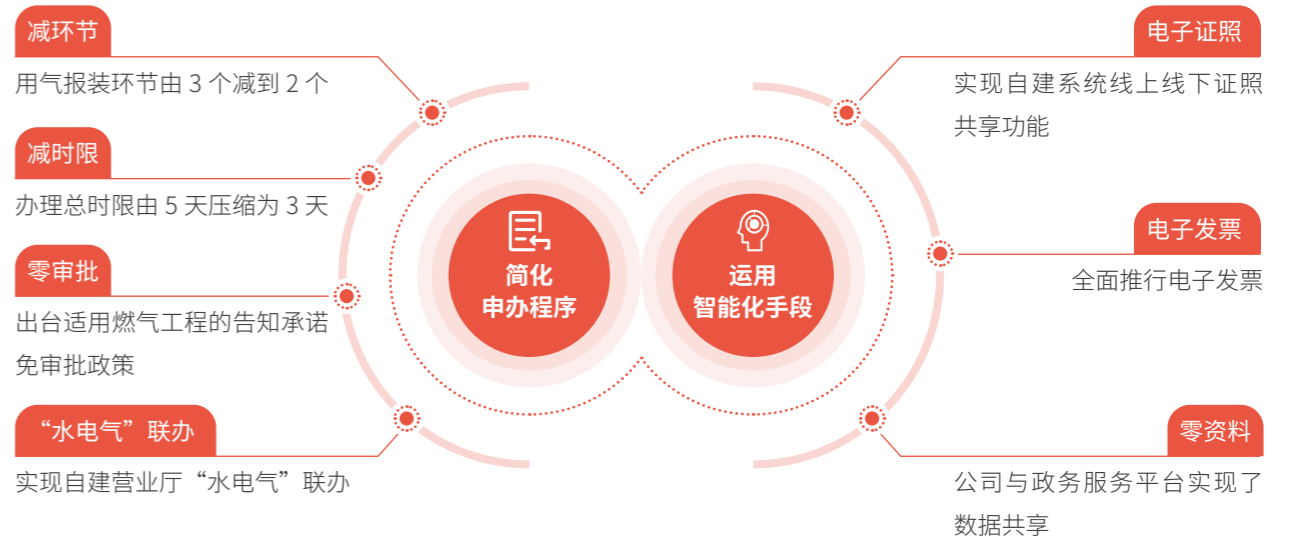 减环节
用气报装环节由 3 个减到 2 个
减时限
办理总时限由 5 天压缩为 3 天
零审批
出台适用燃气工程的告知承诺
免审批政策
“水电气”联办
实现自建营业厅“水电气”联办
简化
申办程序
运用
智能化手段
电子证照
实现自建系统线上线下证照
共享功能
电子发票
全面推行电子发票
零资料
公司与政务服务平台实现了
数据共享